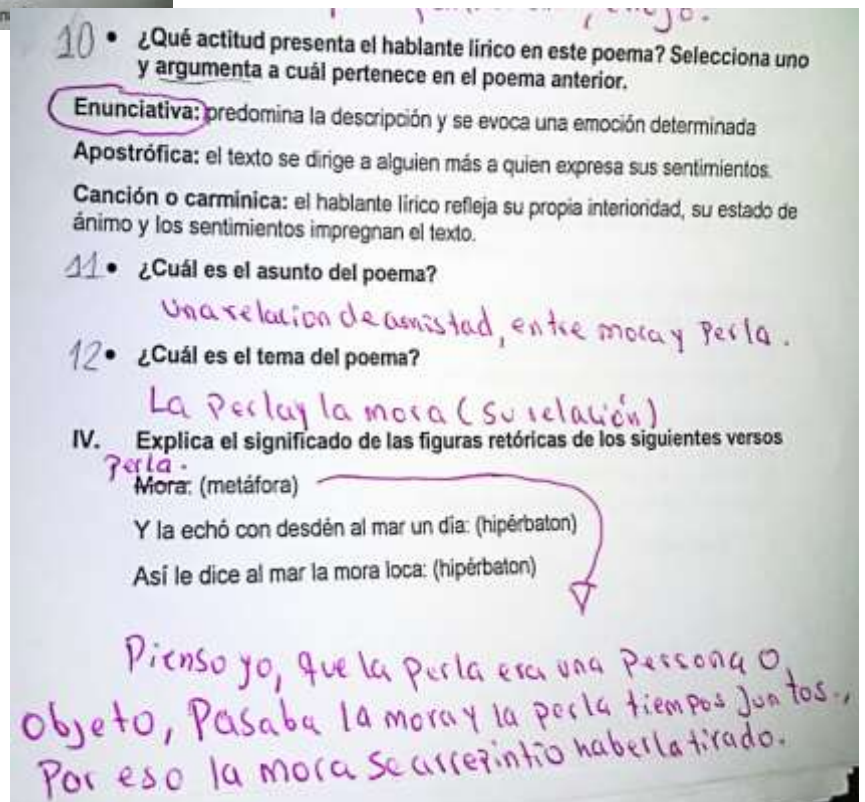 10 • ¿Qué actitud presenta el hablante lírico en este poema? Selecciona uno
y argumenta a cuál pertenece en el poema anterior.
Enunciativa: predomina la descripción y se evoca una emoción determinada
Apostrófica: el texto se dirige a alguien más a quien expresa sus sentimientos.
Canción o carmínica: el hablante lírico refleja su propia interioridad, su estado de
ánimo y los sentimientos impregnan el texto.
11 • ¿Cuál es el asunto del poema?
Una relacion de amistad, entre mora y Perla.
12 • ¿Cuál es el tema del poema?
La Perla y la mora (su relación)
IV. Explica el significado de las figuras retóricas de los siguientes versos
Perla.
Mora: (metáfora)
Y la echó con desdén al mar un día: (hipérbaton)
Así le dice al mar la mora loca: (hipérbaton)
Pienso yo, que la perla era una persona o
objeto, Pasaba la mora y la perla tiempos Juntos.,
Por eso la mora se arrepintio haberla tirado.